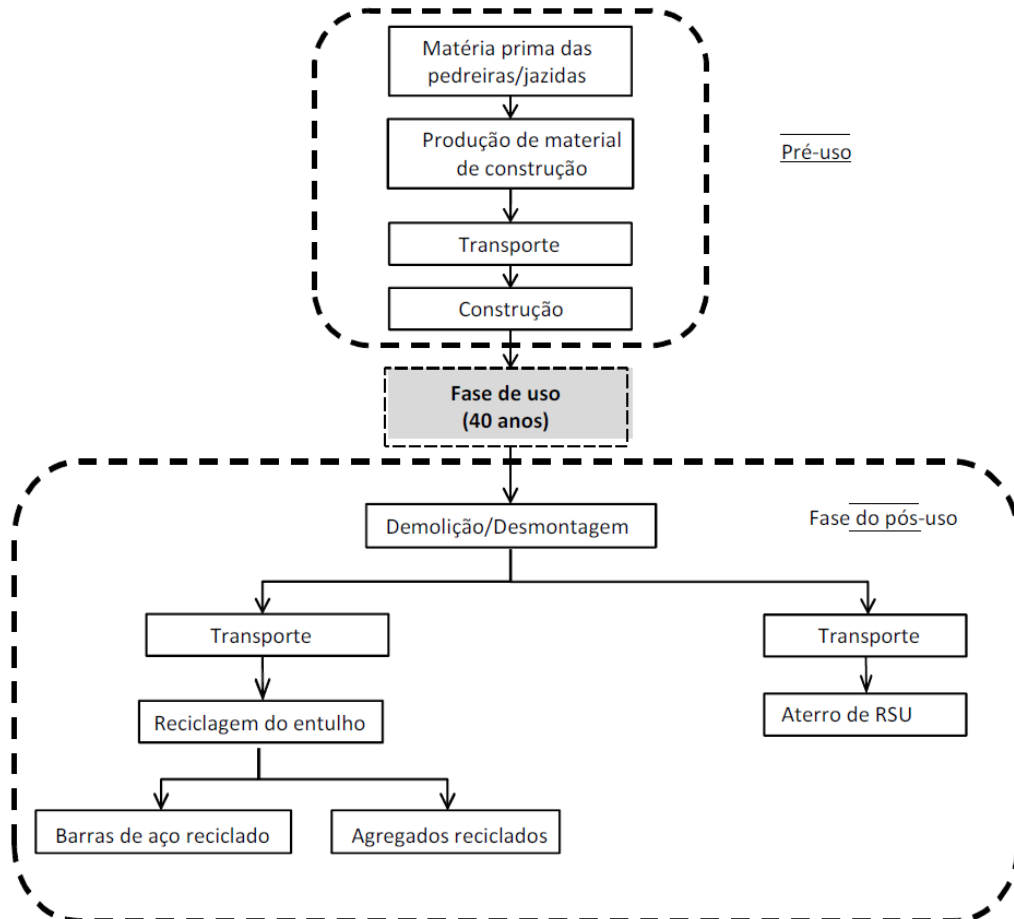 Matéria prima das
pedreiras/jazidas
Produção de material
de construção
Pré-uso
Transporte
Construção
Fase de uso
(40 anos)
Demolição/Desmontagem
Fase do pós-uso
Transporte
Transporte
Reciclagem do entulho
Aterro de RSU
Barras de aço reciclado
Agregados reciclados